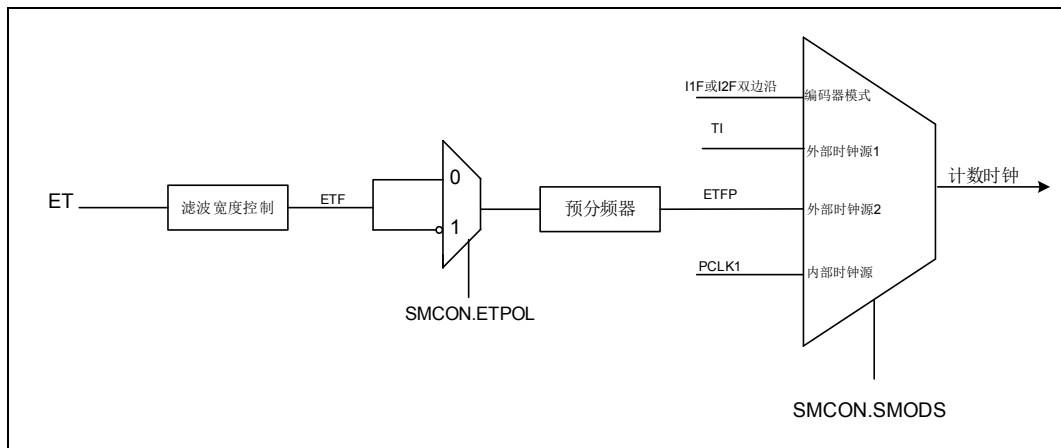 I1F或I2F双边沿
编码器模式
TI
外部时钟源1
计数时钟
ET
滤波宽度控制
ETF
0
1
预分频器
ETFP
外部时钟源2
PCLK1
内部时钟源
SMCON.ETPOL
SMCON.SMODS